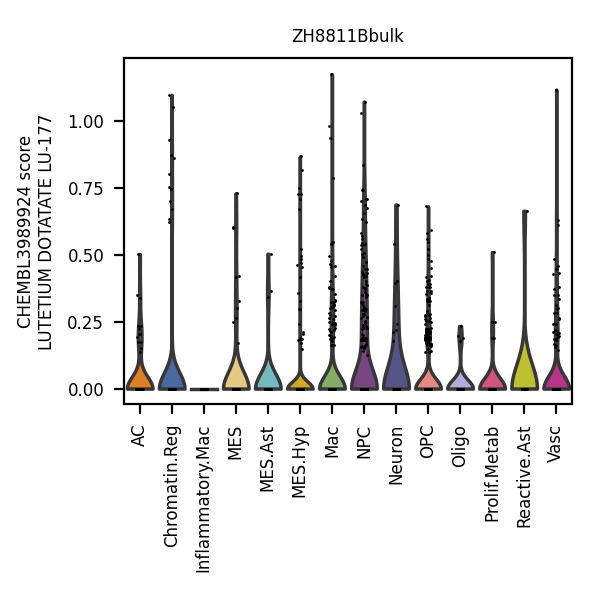 ZH8811Bbulk
CHEMBL3989924 score
LUTETIUM DOTATATE LU-177
1.00
0.75
0.50
0.25
0.00
AC
Chromatin.Reg
Inflammatory.Mac
MES
MES.Ast
MES.Hyp
Mac
NPC
Neuron
OPC
Oligo
Prolif.Metab
Reactive.Ast
Vasc